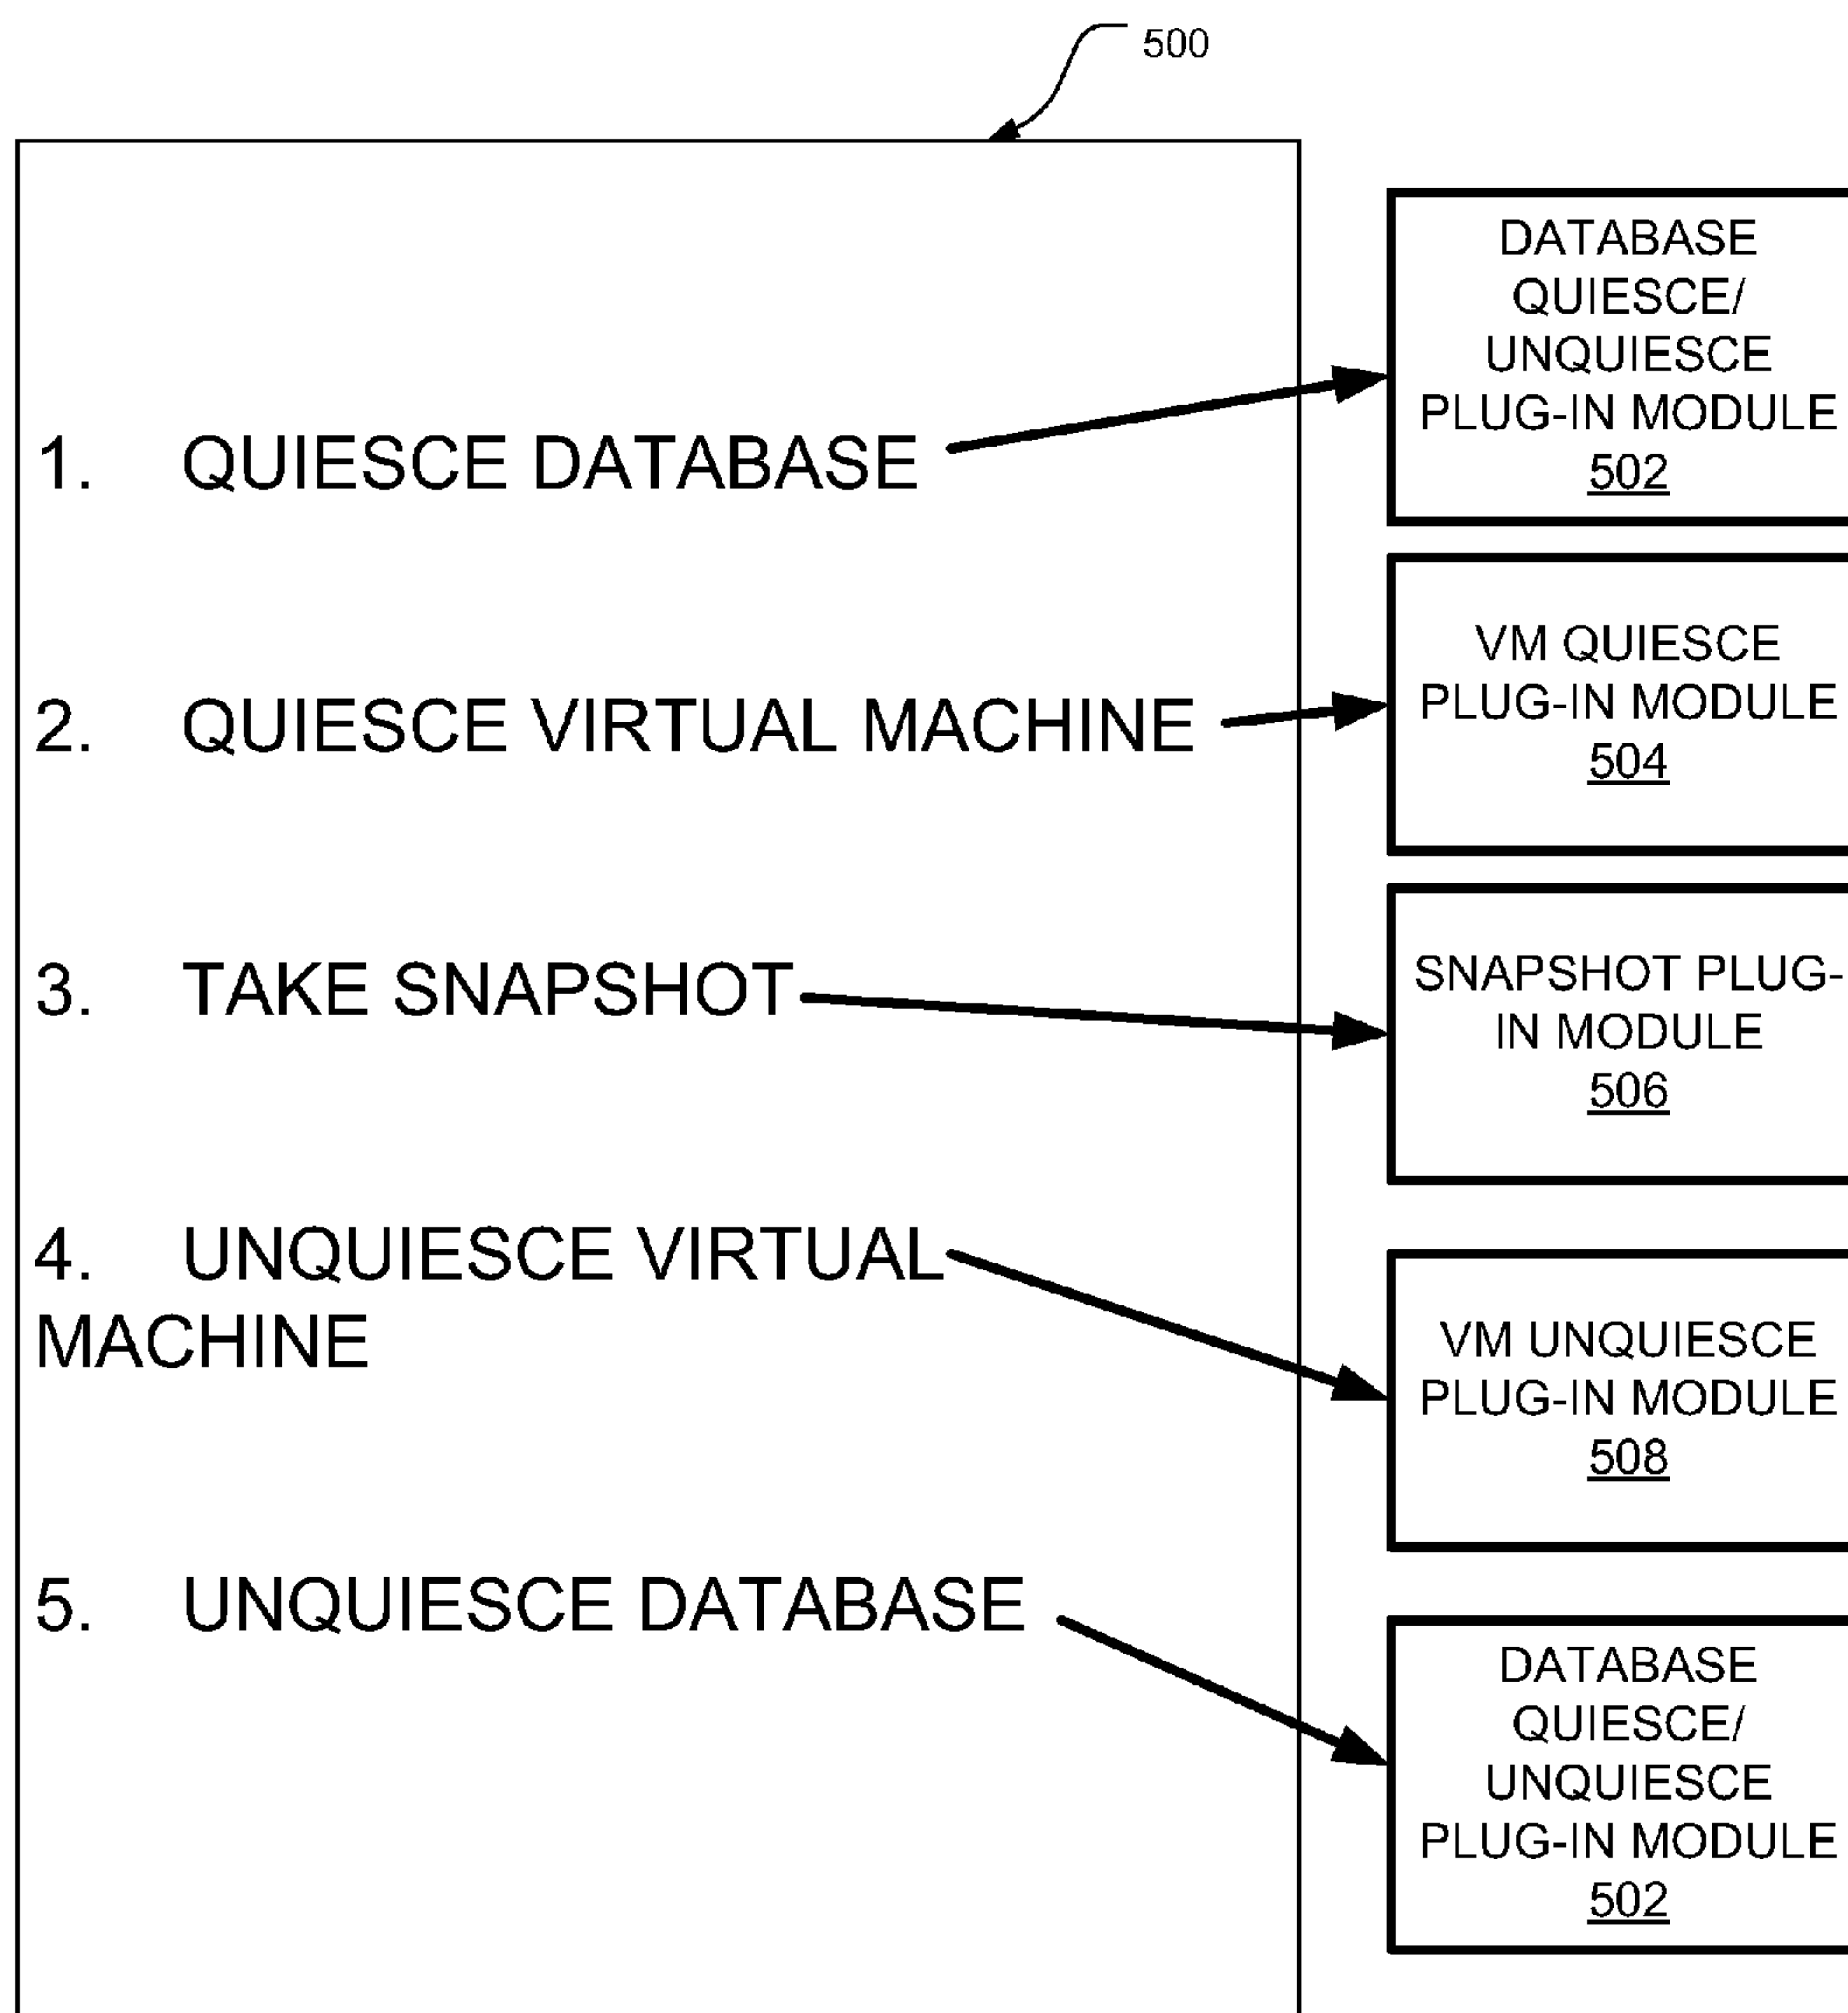 500
1. QUIESCE DATABASE
2. QUIESCE VIRTUAL MACHINE
3. TAKE SNAPSHOT
4. UNQUIESCE VIRTUAL
MACHINE
5. UNQUIESCE DATABASE
DATABASE
QUIESCE/
UNQUIESCE
PLUG-IN MODULE
502
VM QUIESCE
PLUG-IN MODULE
504
SNAPSHOT PLUG-
IN MODULE
506
VM UNQUIESCE
PLUG-IN MODULE
508
DATABASE
QUIESCE/
UNQUIESCE
PLUG-IN MODULE
502